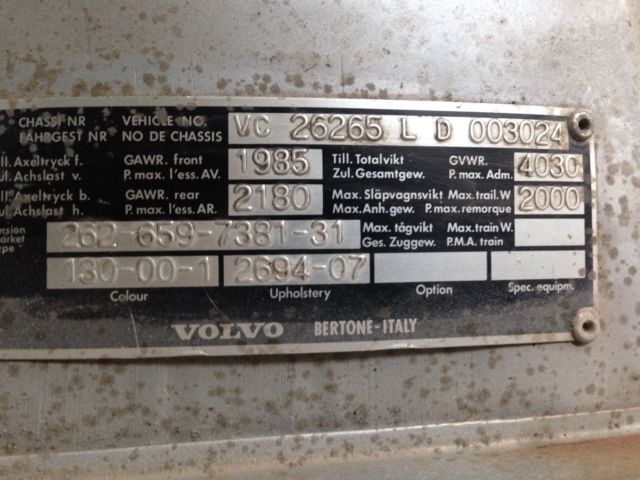 CHASSI NR VEHICLE NO. VC 26265 L D 003024
FAHRGEST NR NO DE CHASSIS
ll. Axeltryck f. GAWR. front 1985 Till. Totalvikt GVWR. 4030
ul. Achslast v. P. max. l'ess. AV. Zul. Gesamtgew. P. max. Adm.
ll. Axeltryck b. GAWR. rear 2180 Max. Släpvagnsvikt Max. trail. W 2000
ul. Achslast h. P. max. l'ess. AR. Max. Anh. gew. P. max. remorque
ersion 262-659-7381-31 Max. tågvikt Max. train W.
arket Ges. Zuggew. P.M.A. train
ype
130-00-1 2694-07
Colour Upholstery Option Spec. equipm.
VOLVO BERTONE-ITALY